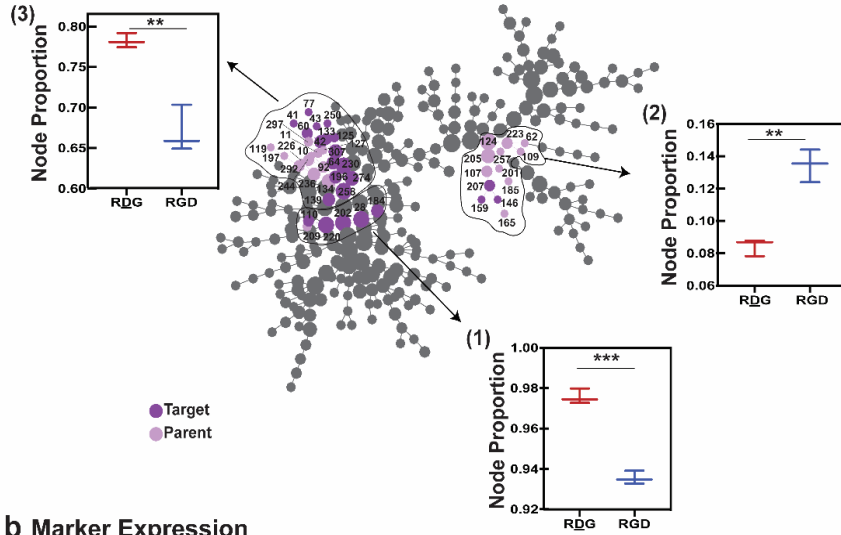 (3)
Node Proportion
0.80
0.75
0.70
0.65
0.60
**
RDG RGD
77
41 43 250
297 60 133
11 42 125
119 226 10 307 127
197 64
292 92 230
196 274
244 236 134 258
139 28 184
110 202
209 220
(2)
Node Proportion
0.16
0.14
0.12
0.10
0.08
0.06
**
RDG RGD
124 223 62
205 257 109
107 201
207 185
159 146
165
(1)
Node Proportion
1.00
0.98
0.96
0.94
0.92
***
RDG RGD
Target
Parent
b Marker Expression